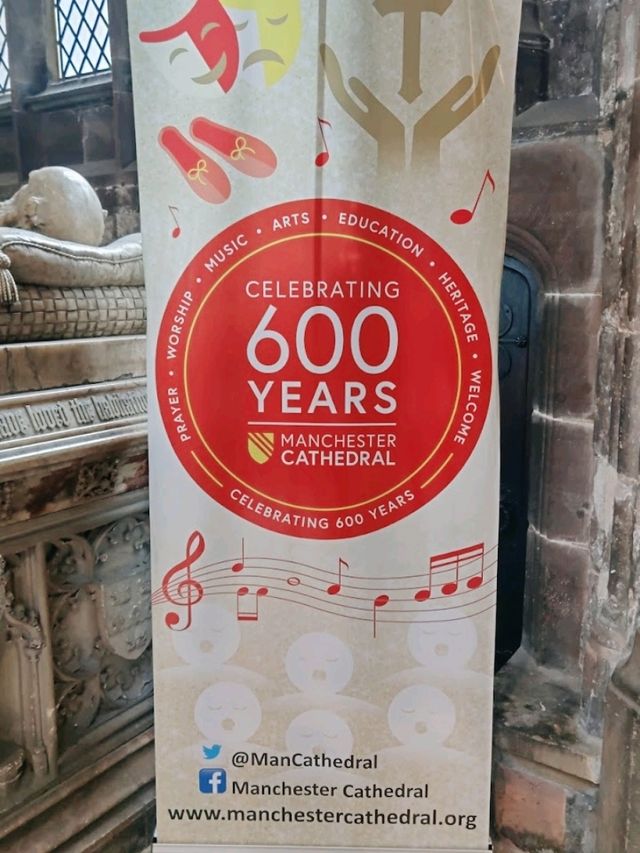 PRAYER • WORSHIP • MUSIC • ARTS • EDUCATION • HERITAGE • WELCOME
CELEBRATING
600
YEARS
MANCHESTER
CATHEDRAL
CELEBRATING 600 YEARS
@ManCathedral
Manchester Cathedral
www.manchestercathedral.org